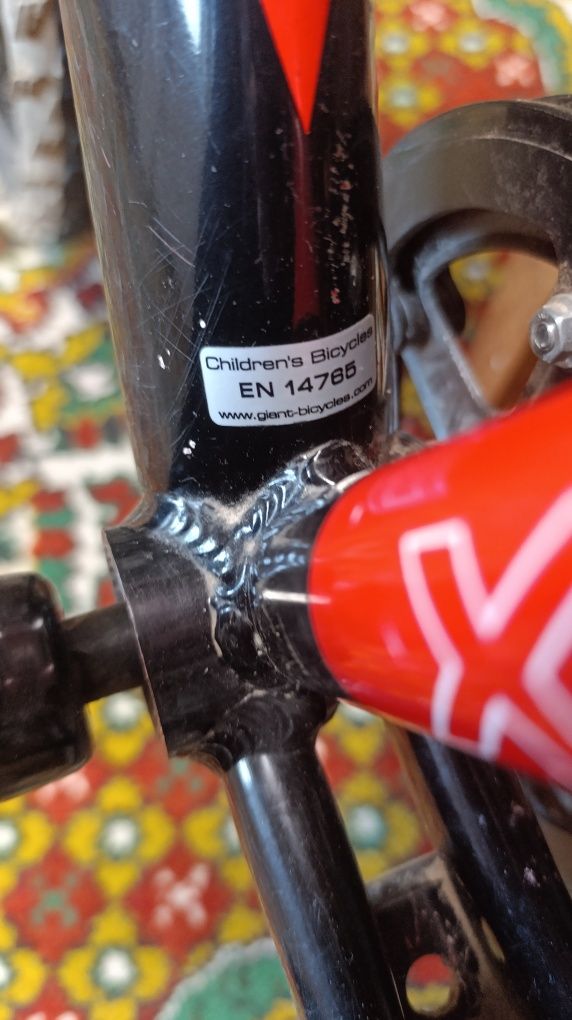 Children's Bicycles
EN 14765
www.giant-bicycles.com
X